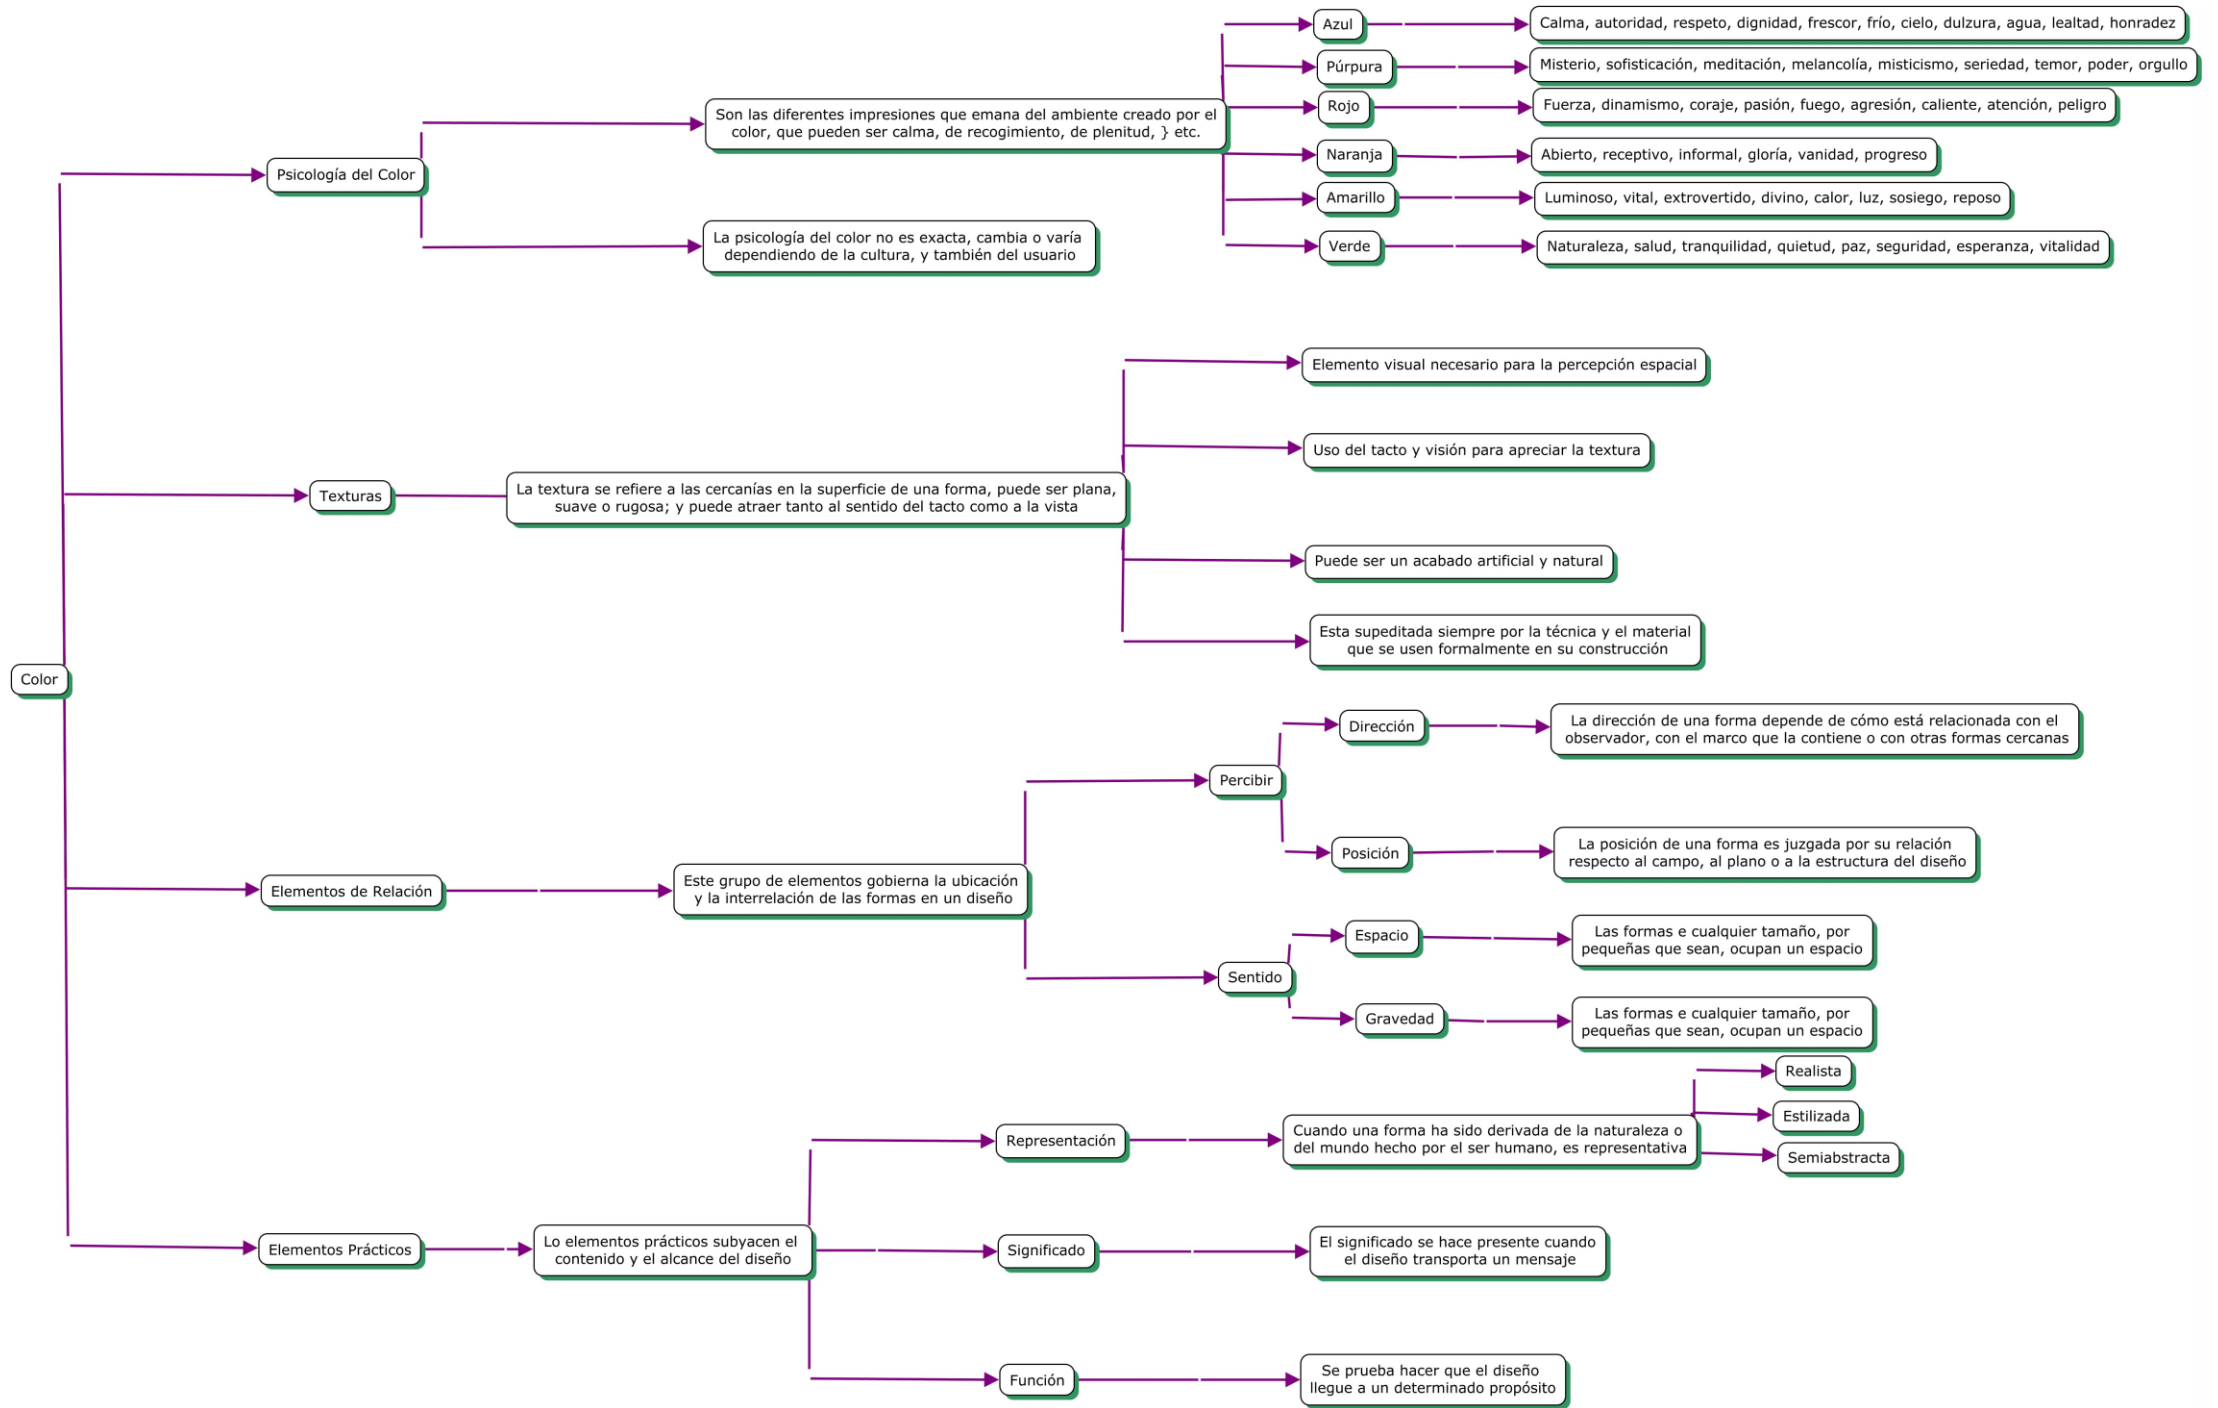 Color
Psicología del Color
Son las diferentes impresiones que emana del ambiente creado por el
color, que pueden ser calma, de recogimiento, de plenitud, } etc.
Azul
Calma, autoridad, respeto, dignidad, frescor, frío, cielo, dulzura, agua, lealtad, honradez
Púrpura
Misterio, sofisticación, meditación, melancolía, misticismo, seriedad, temor, poder, orgullo
Rojo
Fuerza, dinamismo, coraje, pasión, fuego, agresión, caliente, atención, peligro
Naranja
Abierto, receptivo, informal, gloría, vanidad, progreso
Amarillo
Luminoso, vital, extrovertido, divino, calor, luz, sosiego, reposo
Verde
Naturaleza, salud, tranquilidad, quietud, paz, seguridad, esperanza, vitalidad
La psicología del color no es exacta, cambia o varía
dependiendo de la cultura, y también del usuario
Texturas
La textura se refiere a las cercanías en la superficie de una forma, puede ser plana,
suave o rugosa; y puede atraer tanto al sentido del tacto como a la vista
Elemento visual necesario para la percepción espacial
Uso del tacto y visión para apreciar la textura
Puede ser un acabado artificial y natural
Esta supeditada siempre por la técnica y el material
que se usen formalmente en su construcción
Elementos de Relación
Este grupo de elementos gobierna la ubicación
y la interrelación de las formas en un diseño
Percibir
Dirección
La dirección de una forma depende de cómo está relacionada con el
observador, con el marco que la contiene o con otras formas cercanas
Posición
La posición de una forma es juzgada por su relación
respecto al campo, al plano o a la estructura del diseño
Sentido
Espacio
Las formas e cualquier tamaño, por
pequeñas que sean, ocupan un espacio
Gravedad
Las formas e cualquier tamaño, por
pequeñas que sean, ocupan un espacio
Elementos Prácticos
Lo elementos prácticos subyacen el
contenido y el alcance del diseño
Representación
Cuando una forma ha sido derivada de la naturaleza o
del mundo hecho por el ser humano, es representativa
Realista
Estilizada
Semiabstracta
Significado
El significado se hace presente cuando
el diseño transporta un mensaje
Función
Se prueba hacer que el diseño
llegue a un determinado propósito